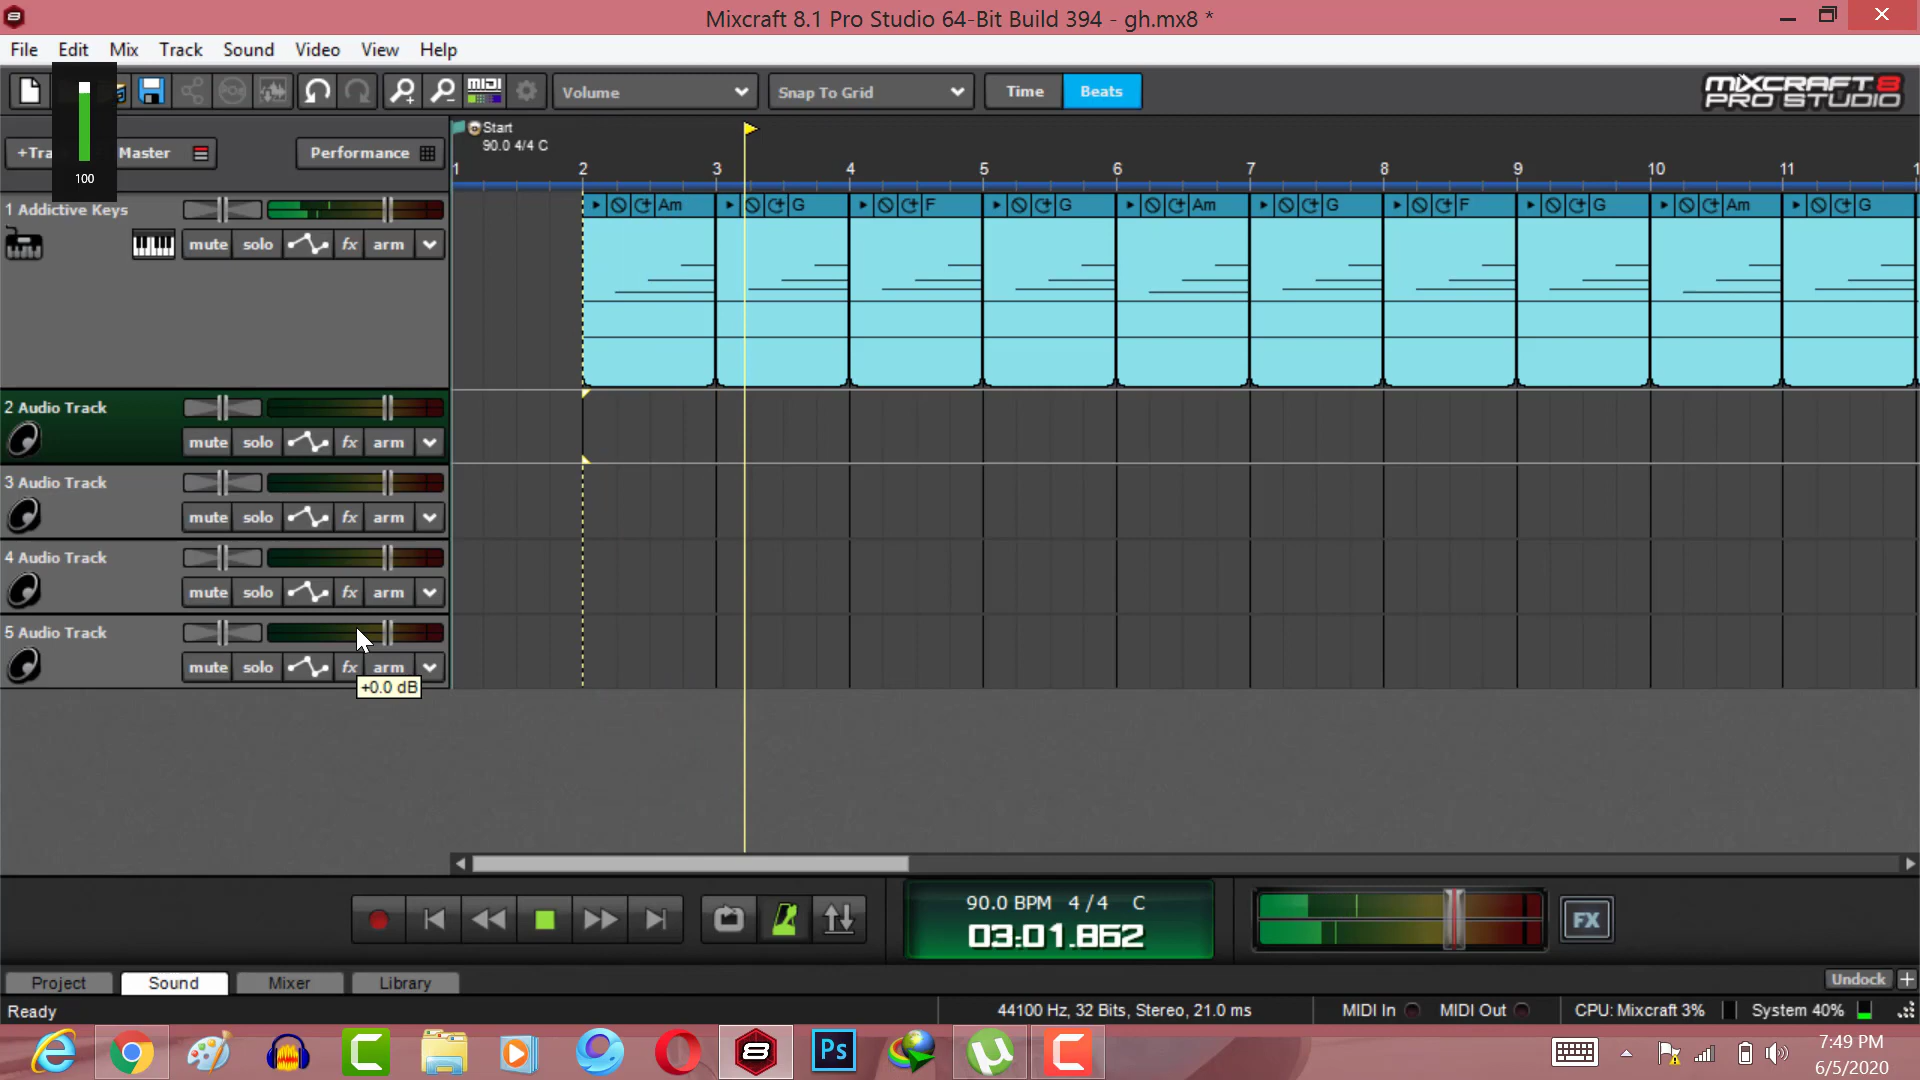 Mixcraft 8.1 Pro Studio 64-Bit Build 394 - gh.mx8 *
File Edit Mix Track Sound Video View Help
MIDI
Volume
Snap To Grid
Time
Beats
MIXCRAFT 8
PRO STUDIO
100
+Tra
Master
Performance
Start
90.0 4/4 C
1 2 3 4 5 6 7 8 9 10 11 1
Am G F G Am G F G Am G
1 Addictive Keys
mute solo fx arm
2 Audio Track
mute solo fx arm
3 Audio Track
mute solo fx arm
4 Audio Track
mute solo fx arm
5 Audio Track
mute solo fx arm
+0.0 dB
90.0 BPM 4/4 C
03:01.862
FX
Project Sound Mixer Library
Undock +
Ready
44100 Hz, 32 Bits, Stereo, 21.0 ms
MIDI In MIDI Out
CPU: Mixcraft 3%
System 40%
Ps
7:49 PM
6/5/2020